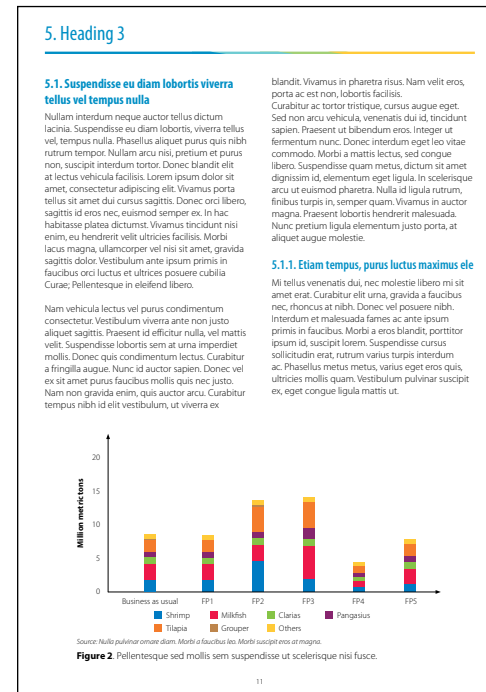 5. Heading 3
5.1. Suspendisse eu diam lobortis viverra
tellus vel tempus nulla
Nullam interdum neque auctor tellus dictum
lacinia. Suspendisse eu diam lobortis, viverra tellus
vel, tempus nulla. Phasellus aliquet purus quis nibh
rutrum tempor. Nullam arcu nisi, pretium et purus
non, suscipit interdum tortor. Donec blandit elit
at lectus vehicula facilisis. Lorem ipsum dolor sit
amet, consectetur adipiscing elit. Vivamus porta
tellus sit amet dui cursus sagittis. Donec orci libero,
sagittis id eros nec, euismod semper ex. In hac
habitasse platea dictumst. Vivamus tincidunt nisi
enim, eu hendrerit velit ultricies facilisis. Morbi
lacus magna, ullamcorper vel nisi sit amet, gravida
sagittis dolor. Vestibulum ante ipsum primis in
faucibus orci luctus et ultrices posuere cubilia
Curae; Pellentesque in eleifend libero.
Nam vehicula lectus vel purus condimentum
consectetur. Vestibulum viverra ante non justo
aliquet sagittis. Praesent id efficitur nulla, vel mattis
velit. Suspendisse lobortis sem at urna imperdiet
mollis. Donec quis condimentum lectus. Curabitur
a fringilla augue. Nunc id auctor sapien. Donec vel
ex sit amet purus faucibus mollis quis nec justo.
Nam non gravida enim, quis auctor arcu. Curabitur
tempus nibh id elit vestibulum, ut viverra ex
blandit. Vivamus in pharetra risus. Nam velit eros,
porta ac est non, lobortis facilisis.
Curabitur ac tortor tristique, cursus augue eget.
Sed non arcu vehicula, venenatis dui id, tincidunt
sapien. Praesent ut bibendum eros. Integer ut
fermentum nunc. Donec interdum eget leo vitae
commodo. Morbi a mattis lectus, sed congue
libero. Suspendisse quam metus, dictum sit amet
dignissim id, elementum eget ligula. In scelerisque
arcu ut euismod pharetra. Nulla id ligula rutrum,
finibus turpis in, semper quam. Vivamus in auctor
magna. Praesent lobortis hendrerit malesuada.
Nunc pretium ligula elementum justo porta, at
aliquet augue molestie.
5.1.1. Etiam tempus, purus luctus maximus ele
Mi tellus venenatis dui, nec molestie libero mi sit
amet erat. Curabitur elit urna, gravida a faucibus
nec, rhoncus at nibh. Donec vel posuere nibh.
Interdum et malesuada fames ac ante ipsum
primis in faucibus. Morbi a eros blandit, porttitor
ipsum id, suscipit lorem. Suspendisse cursus
sollicitudin erat, rutrum varius turpis interdum
ac. Phasellus metus metus, varius eget eros quis,
ultricies mollis quam. Vestibulum pulvinar suscipit
ex, eget congue ligula mattis ut.
Million metric tons
20
15
10
5
0
Business as usual FP1 FP2 FP3 FP4 FP5
Shrimp Milkfish Clarias Pangasius
Tilapia Grouper Others
Source: Nulla pulvinar ornare diam. Morbi a faucibus leo. Morbi suscipit eros at magna.
Figure 2. Pellentesque sed mollis sem suspendisse ut scelerisque nisi fusce.
11